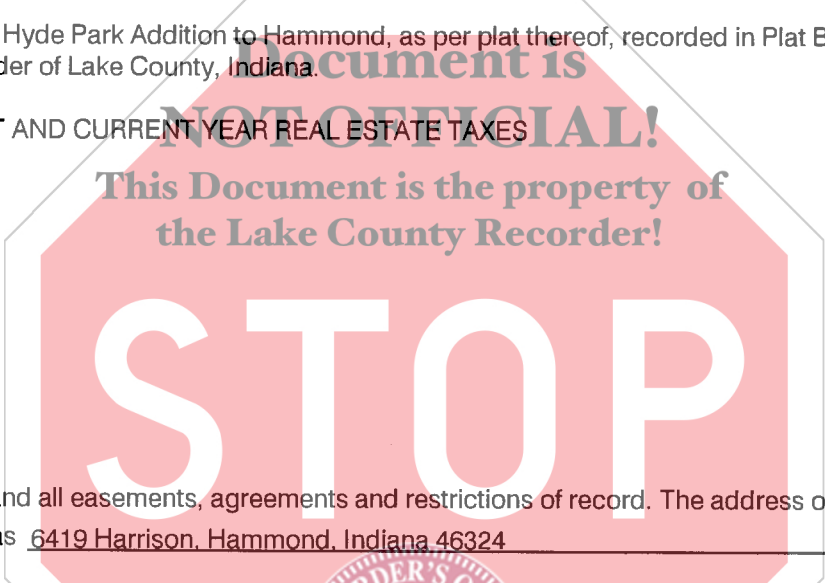 Hyde Park Addition to Hammond, as per plat thereof, recorded in Plat B
der of Lake County, Indiana.
Document is
AND CURRENT YEAR REAL ESTATE TAXES
NOT OFFICIAL!
This Document is the property of
the Lake County Recorder!
STOP
nd all easements, agreements and restrictions of record. The address o
s 6419 Harrison, Hammond, Indiana 46324
DER'S O